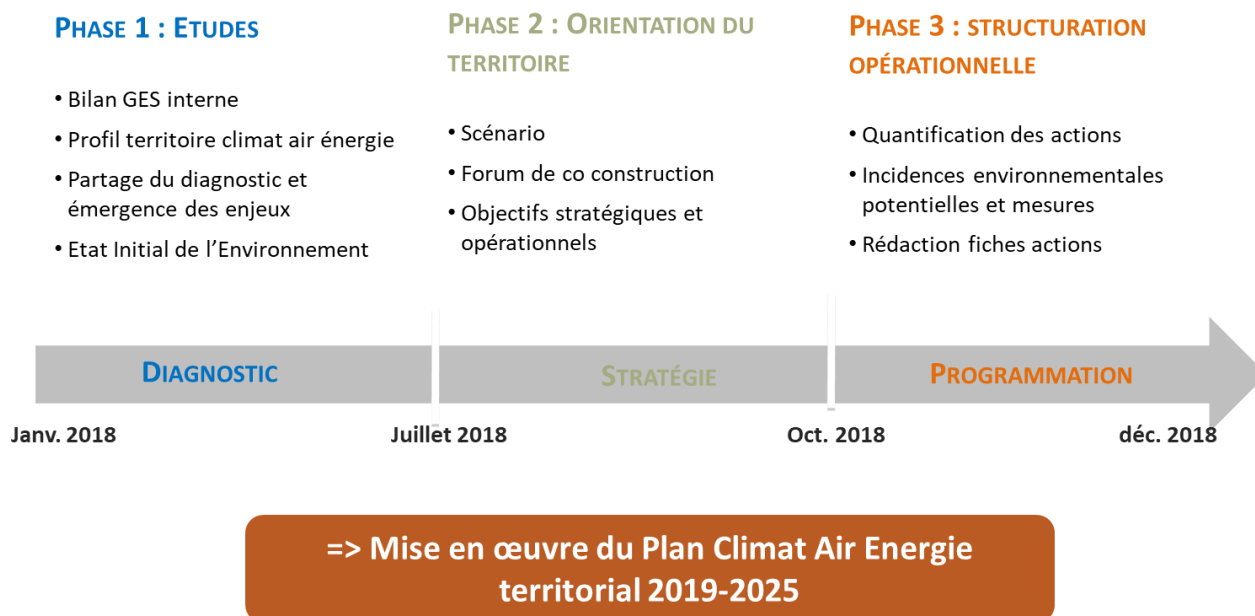 PHASE 1 : ETUDES
• Bilan GES interne
• Profil territoire climat air énergie
• Partage du diagnostic et
émergence des enjeux
• Etat Initial de l’Environnement
PHASE 2 : ORIENTATION DU
TERRITOIRE
• Scénario
• Forum de co construction
• Objectifs stratégiques et
opérationnels
PHASE 3 : STRUCTURATION
OPÉRATIONNELLE
• Quantification des actions
• Incidences environnementales
potentielles et mesures
• Rédaction fiches actions
DIAGNOSTIC
STRATÉGIE
PROGRAMMATION
Janv. 2018
Juillet 2018
Oct. 2018
déc. 2018
=> Mise en œuvre du Plan Climat Air Energie
territorial 2019-2025